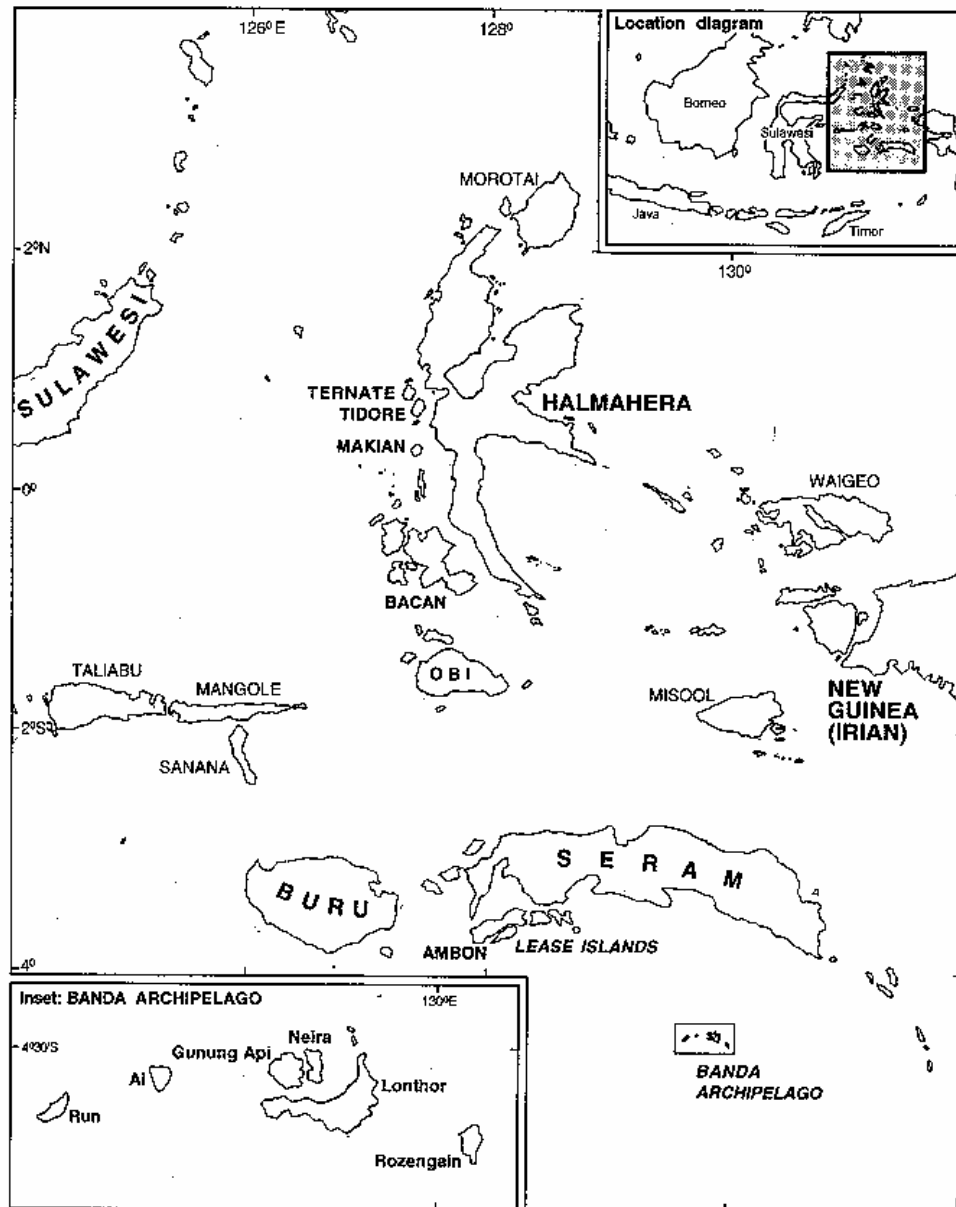 126° E
128°
Location diagram
Borneo
Sulawesi
Java
Timor
MOROTAI
2°N
130°
SULAWESI
TERNATE
TIDORE
HALMAHERA
MAKIAN
0°
WAIGEO
BACAN
TALIABU
OBI
MANGOLE
MISOOL
NEW
GUINEA
(IRIAN)
2°S
SANANA
SERAM
BURU
AMBON
LEASE ISLANDS
4°
Inset: BANDA ARCHIPELAGO
130°E
4°30'S
Neira
Gunung Api
Ai
Lonthor
Run
Rozengain
BANDA
ARCHIPELAGO